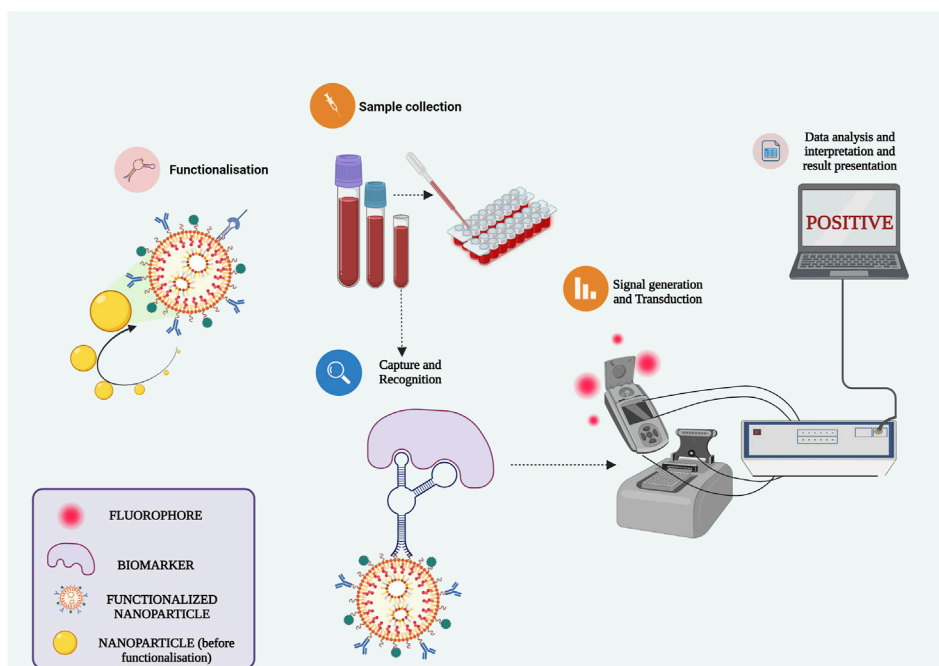 Sample collection
Functionalisation
Data analysis and
interpretation and
result presentation
POSITIVE
Signal generation
and Transduction
Capture and
Recognition
FLUOROPHORE
BIOMARKER
FUNCTIONALIZED
NANOPARTICLE
NANOPARTICLE (before
functionalisation)